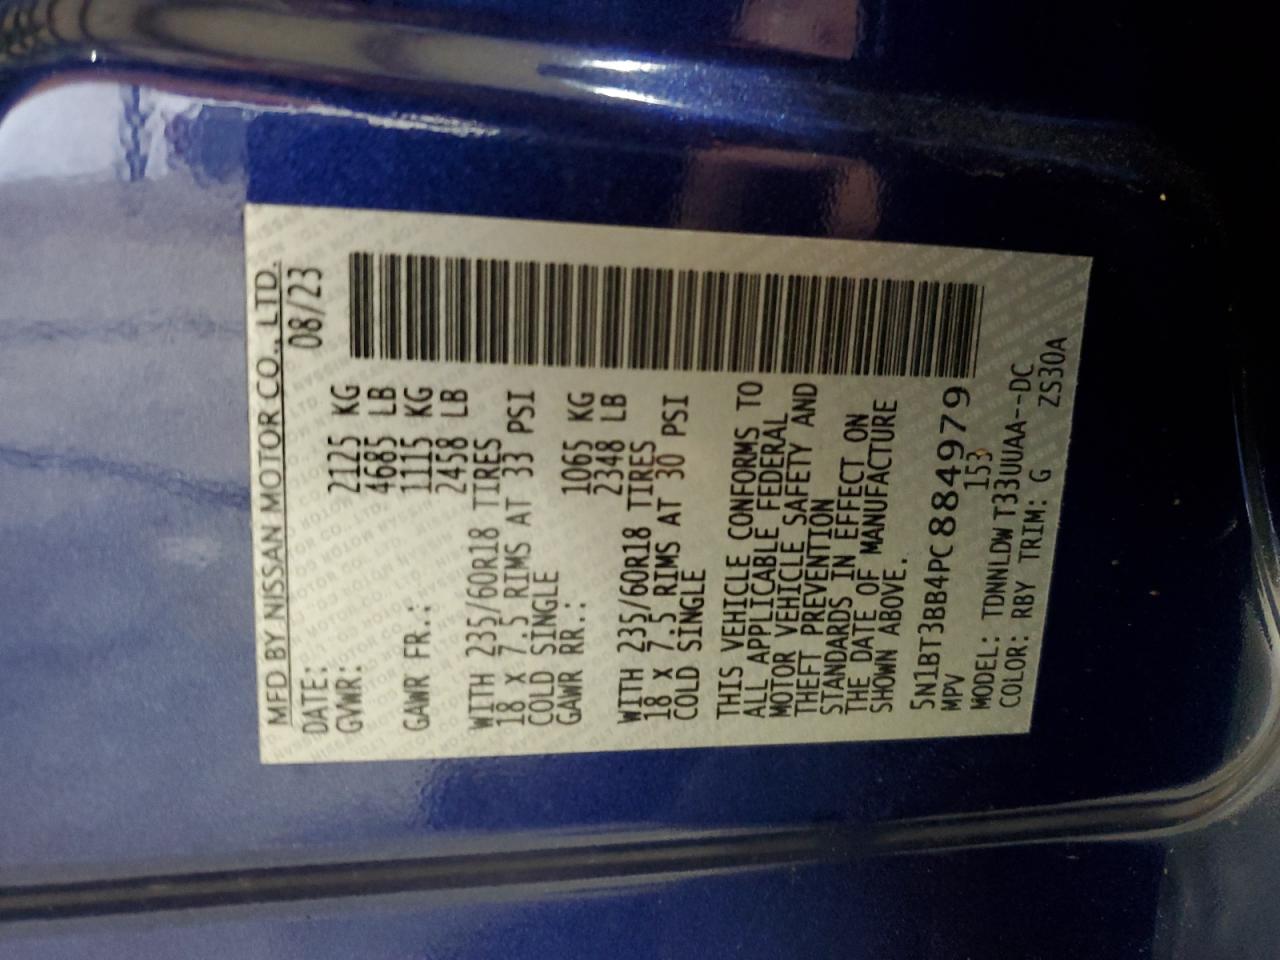 MFD BY NISSAN MOTOR CO., LTD.
DATE: 08/23
GVWR: 2125 KG
4685 LB
GAWR FR.: 1115 KG
2458 LB
WITH 235/60R18 TIRES
18 X 7.5 RIMS AT 33 PSI
COLD SINGLE
GAWR RR.: 1065 KG
2348 LB
WITH 235/60R18 TIRES
18 X 7.5 RIMS AT 30 PSI
COLD SINGLE
THIS VEHICLE CONFORMS TO
ALL APPLICABLE FEDERAL
MOTOR VEHICLE SAFETY AND
THEFT PREVENTION
STANDARDS IN EFFECT ON
THE DATE OF MANUFACTURE
SHOWN ABOVE.
5N1BT3BB4PC884979
MPV 153
MODEL: TDNNLDW T33UUAA--DC
COLOR: RBY TRIM: G ZS30A